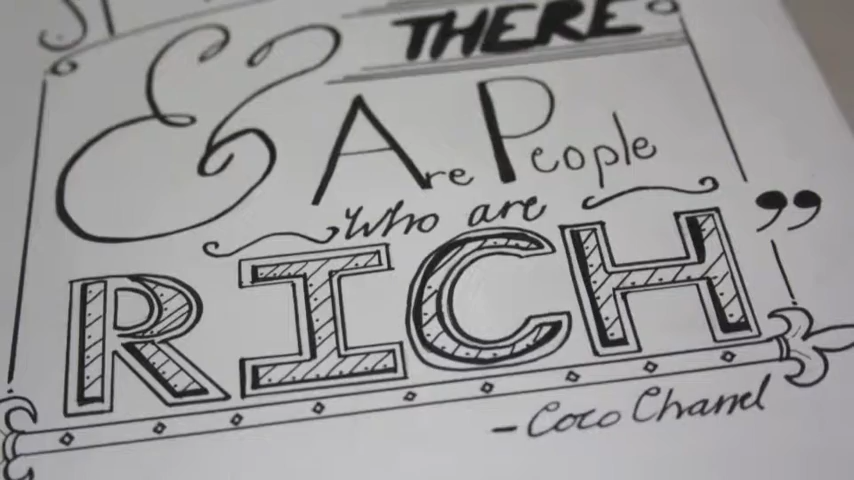 & THERE
Are People
who are
RICH”
-Coco Chanel